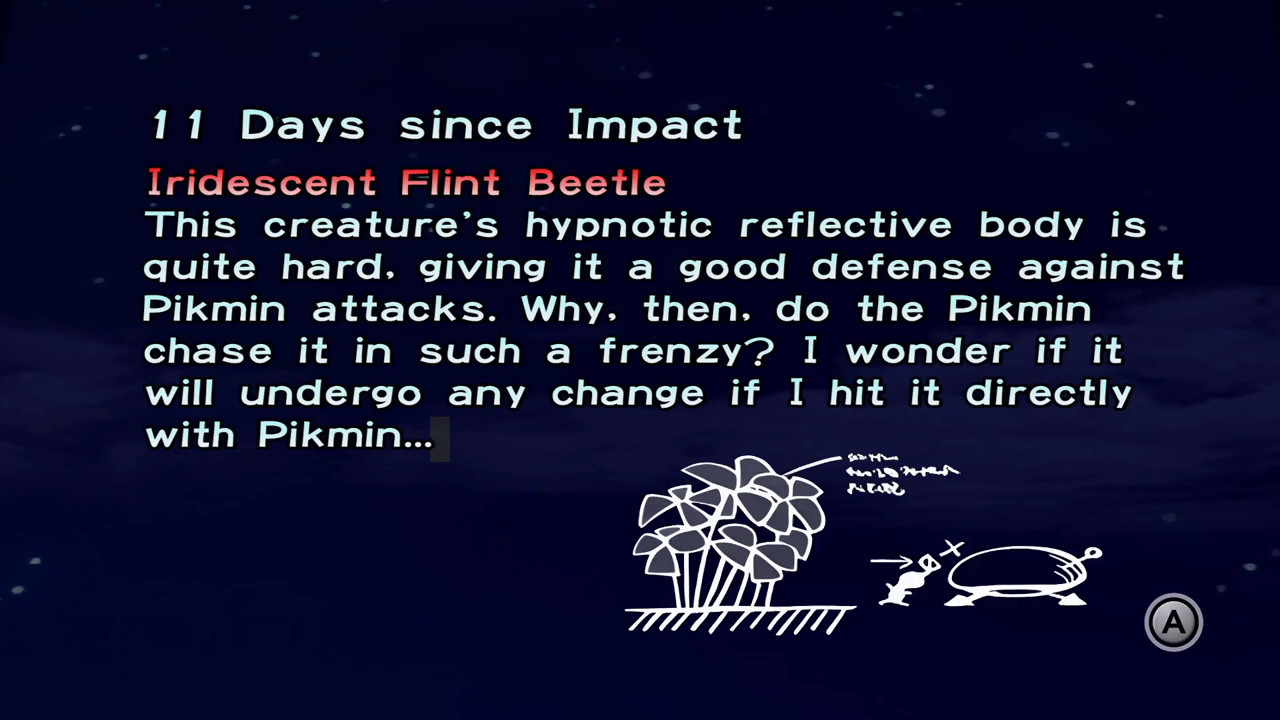 11 Days since Impact
Iridescent Flint Beetle
This creature's hypnotic reflective body is
quite hard, giving it a good defense against
Pikmin attacks. Why, then, do the Pikmin
chase it in such a frenzy? I wonder if it
will undergo any change if I hit it directly
with Pikmin...
A